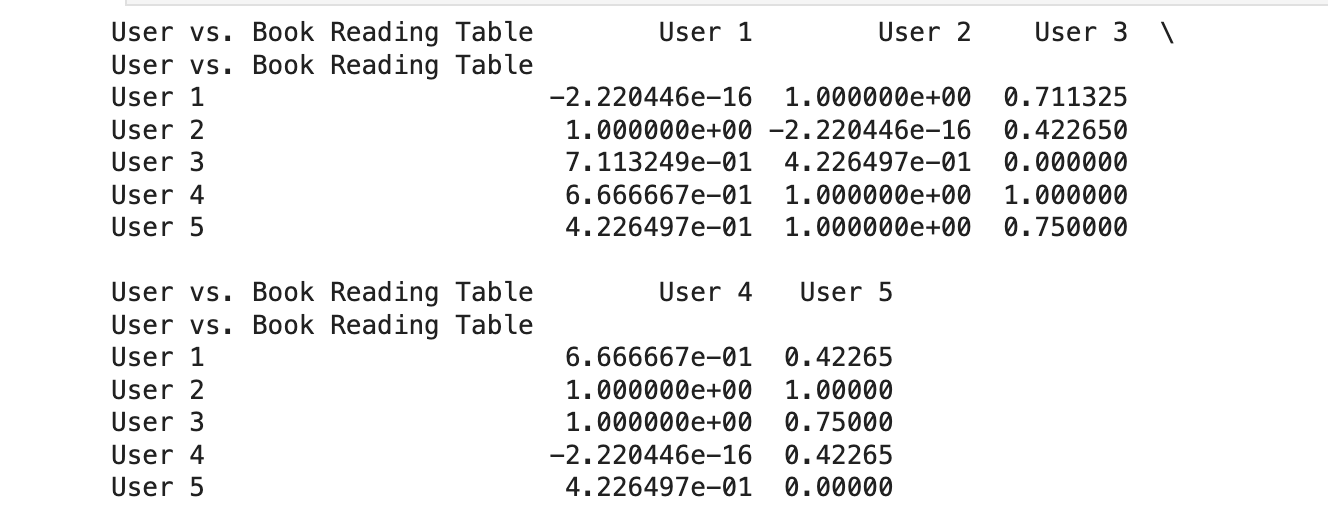 User vs. Book Reading Table        User 1        User 2    User 3  \
User vs. Book Reading Table
User 1                      -2.220446e-16  1.000000e+00  0.711325
User 2                       1.000000e+00 -2.220446e-16  0.422650
User 3                       7.113249e-01  4.226497e-01  0.000000
User 4                       6.666667e-01  1.000000e+00  1.000000
User 5                       4.226497e-01  1.000000e+00  0.750000
User vs. Book Reading Table        User 4   User 5
User vs. Book Reading Table
User 1                       6.666667e-01  0.42265
User 2                       1.000000e+00  1.00000
User 3                       1.000000e+00  0.75000
User 4                      -2.220446e-16  0.42265
User 5                       4.226497e-01  0.00000